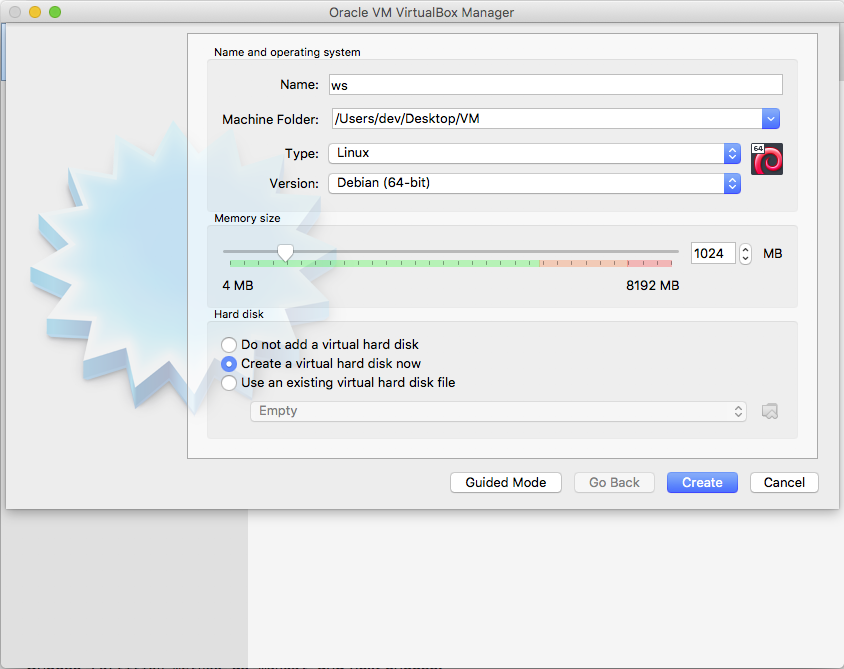 Oracle VM VirtualBox Manager
Name and operating system
Name: ws
Machine Folder: /Users/dev/Desktop/VM
Type: Linux
64
Version: Debian (64-bit)
Memory size
1024 MB
4 MB 8192 MB
Hard disk
Do not add a virtual hard disk
Create a virtual hard disk now
Use an existing virtual hard disk file
Empty
Guided Mode Go Back Create Cancel